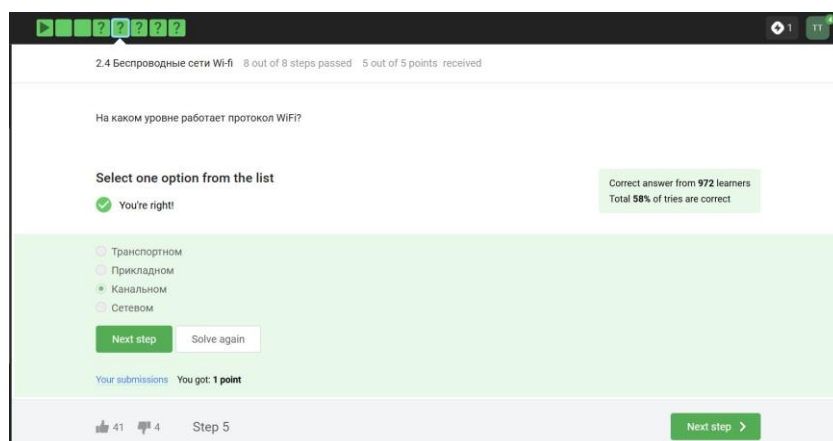 ? ? ? ? ?
1 TT
2.4 Беспроводные сети Wi-fi 8 out of 8 steps passed 5 out of 5 points received
На каком уровне работает протокол WiFi?
Select one option from the list
You're right!
Correct answer from 972 learners
Total 58% of tries are correct
Транспортном
Прикладном
Канальном
Сетевом
Next step Solve again
Your submissions You got: 1 point
41 4 Step 5 Next step